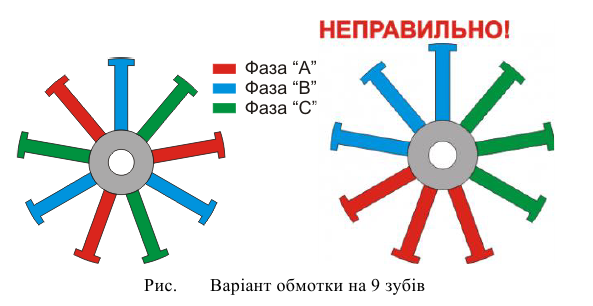 НЕПРАВИЛЬНО!
Фаза “А”
Фаза “В”
Фаза “С”
Рис. Варіант обмотки на 9 зубів